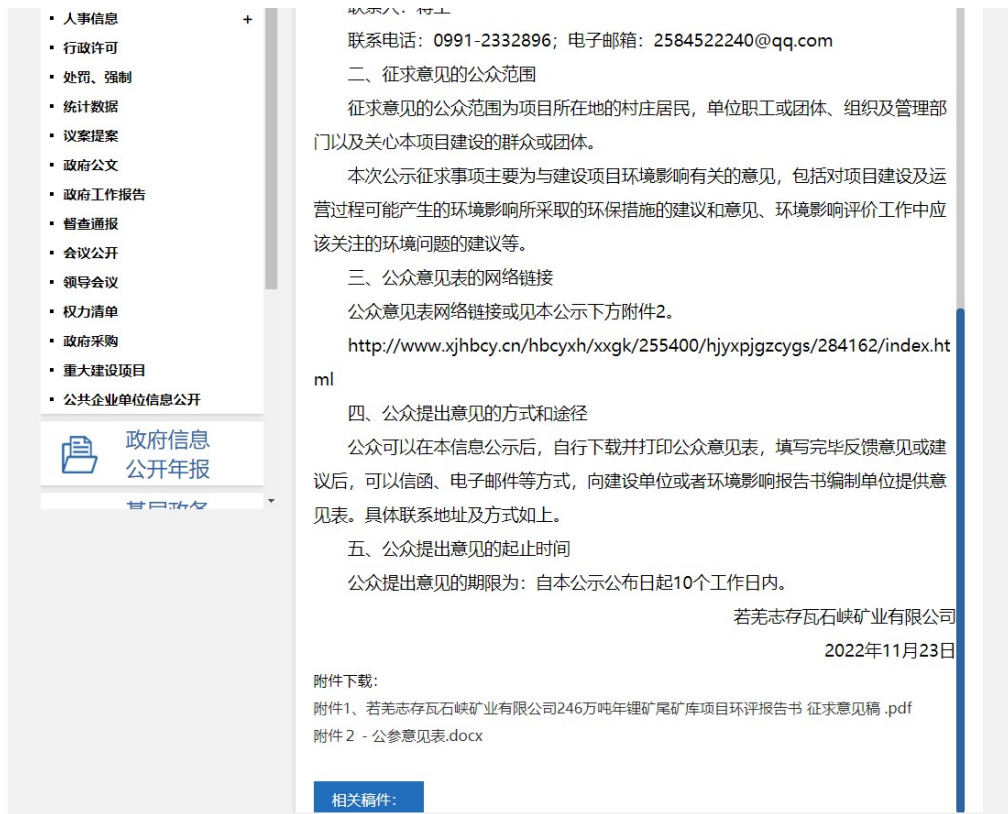 人事信息 +
行政许可
处罚、强制
统计数据
议案提案
政府公文
政府工作报告
督查通报
会议公开
领导会议
权力清单
政府采购
重大建设项目
公共企业单位信息公开
政府信息
公开年报
联系电话：0991-2332896；电子邮箱：2584522240@qq.com
二、征求意见的公众范围
征求意见的公众范围为项目所在地的村庄居民，单位职工或团体、组织及管理部
门以及关心本项目建设的群众或团体。
本次公示征求事项主要为与建设项目环境影响有关的意见，包括对项目建设及运
营过程可能产生的环境影响所采取的环保措施的建议和意见、环境影响评价工作中应
该关注的环境问题的建议等。
三、公众意见表的网络链接
公众意见表网络链接或见本公示下方附件2。
http://www.xjhbcy.cn/hbcyxh/xxgk/255400/hjyxpjgzcygs/284162/index.ht
ml
四、公众提出意见的方式和途径
公众可以在本信息公示后，自行下载并打印公众意见表，填写完毕反馈意见或建
议后，可以信函、电子邮件等方式，向建设单位或者环境影响报告书编制单位提供意
见表。具体联系地址及方式如上。
五、公众提出意见的起止时间
公众提出意见的期限为：自本公示公布日起10个工作日内。
若羌志存瓦石峡矿业有限公司
2022年11月23日
附件下载：
附件1、若羌志存瓦石峡矿业有限公司246万吨年锂矿尾矿库项目环评报告书 征求意见稿 .pdf
附件 2 - 公参意见表.docx
相关稿件：